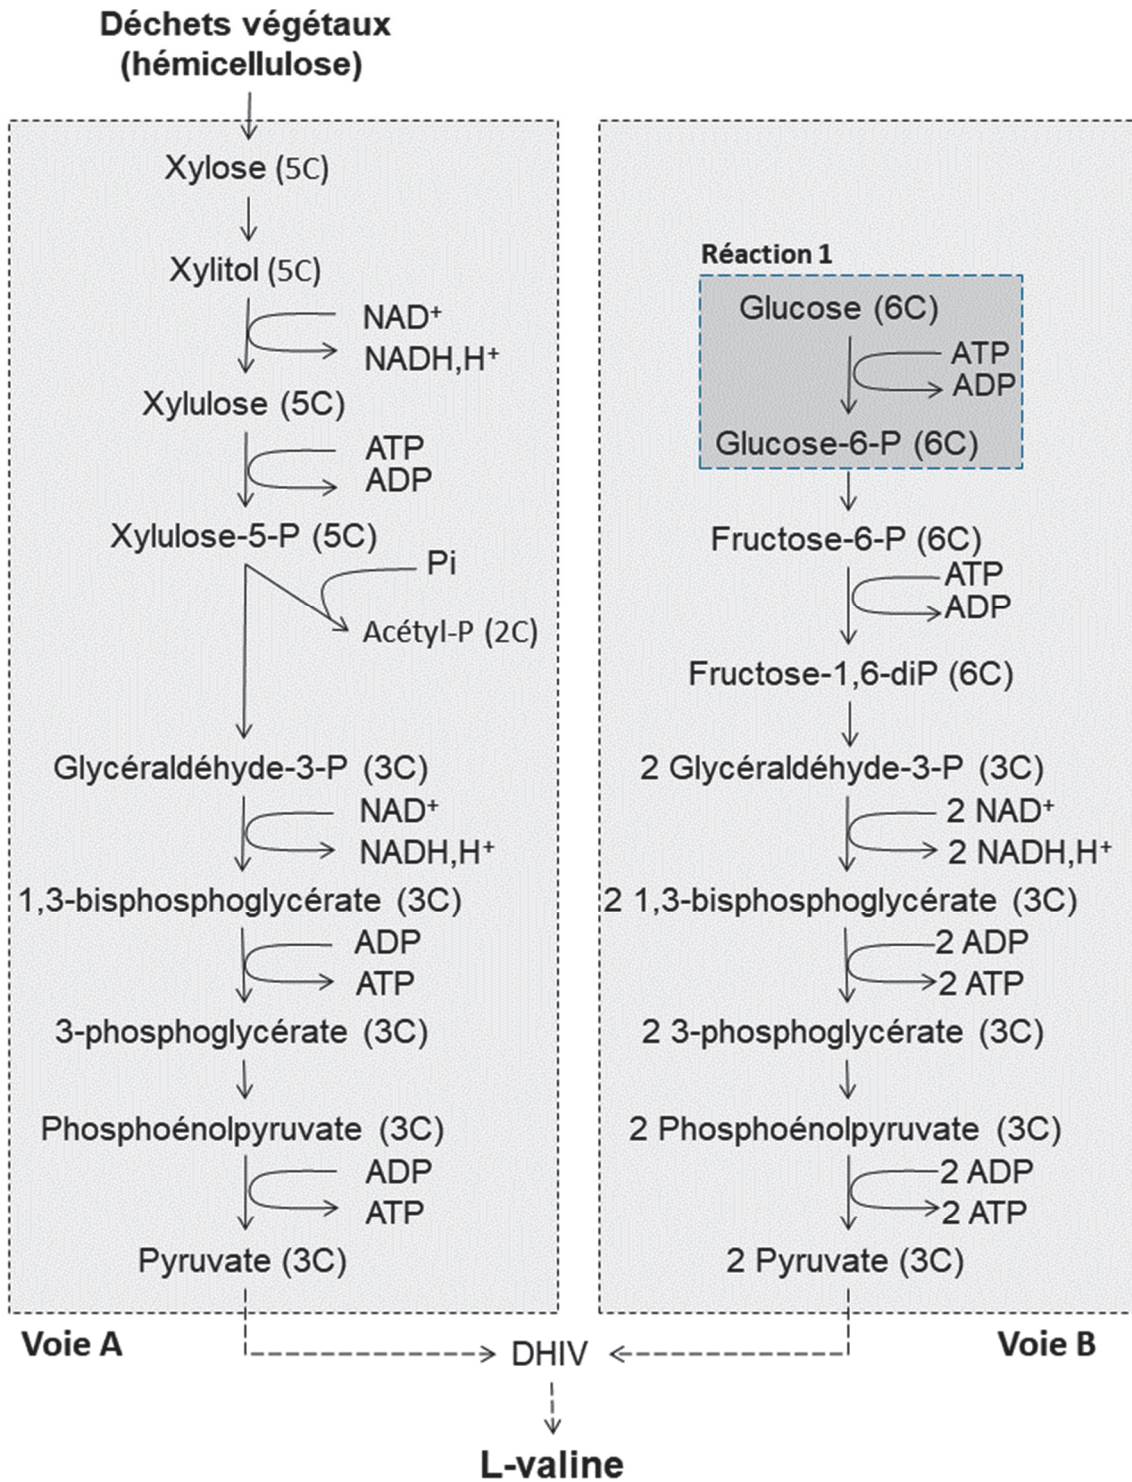 Déchets végétaux
(hémicellulose)
Xylose (5C)
Xylitol (5C)
NAD⁺
NADH,H⁺
Xylulose (5C)
ATP
ADP
Xylulose-5-P (5C)
Pi
Acétyl-P (2C)
Glycéraldéhyde-3-P (3C)
NAD⁺
NADH,H⁺
1,3-bisphosphoglycérate (3C)
ADP
ATP
3-phosphoglycérate (3C)
Phosphoénolpyruvate (3C)
ADP
ATP
Pyruvate (3C)
Voie A
Réaction 1
Glucose (6C)
ATP
ADP
Glucose-6-P (6C)
Fructose-6-P (6C)
ATP
ADP
Fructose-1,6-diP (6C)
2 Glycéraldéhyde-3-P (3C)
2 NAD⁺
2 NADH,H⁺
2 1,3-bisphosphoglycérate (3C)
2 ADP
2 ATP
2 3-phosphoglycérate (3C)
2 Phosphoénolpyruvate (3C)
2 ADP
2 ATP
2 Pyruvate (3C)
Voie B
DHIV
L-valine